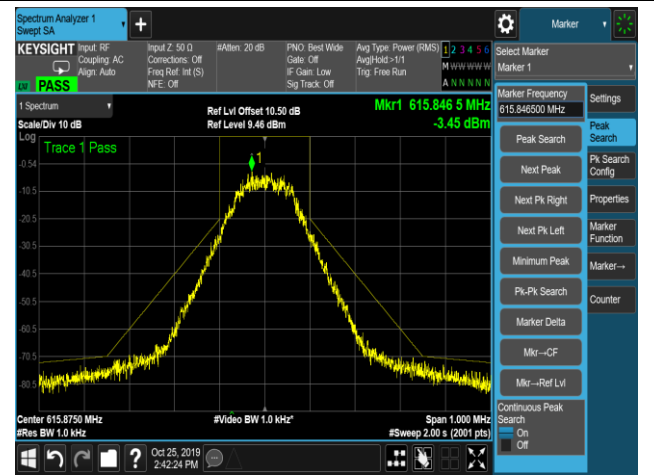 Spectrum Analyzer 1
Swept SA
Marker
KEYSIGHT
Input: RF
Coupling: AC
Align: Auto
Input Z: 50 Ω
Corrections: Off
Freq Ref: Int (S)
NFE: Off
#Atten: 20 dB
PNO: Best Wide
Gate: Off
IF Gain: Low
Sig Track: Off
Avg Type: Power (RMS)
Avg|Hold:>1/1
Trig: Free Run
1 2 3 4 5 6
M W W W W W
A N N N N N
LXI
PASS
1 Spectrum
Scale/Div 10 dB
Ref Lvl Offset 10.50 dB
Ref Level 9.46 dBm
Mkr1 615.846 5 MHz
-3.45 dBm
Log
Trace 1 Pass
1
-0.54
-10.5
-20.5
-30.5
-40.5
-50.5
-60.5
-70.5
-80.5
Center 615.8750 MHz
#Res BW 1.0 kHz
#Video BW 1.0 kHz*
Span 1.000 MHz
#Sweep 2.00 s (2001 pts)
Select Marker
Marker 1
Marker Frequency
615.846500 MHz
Peak Search
Next Peak
Next Pk Right
Next Pk Left
Minimum Peak
Pk-Pk Search
Marker Delta
Mkr→CF
Mkr→Ref Lvl
Continuous Peak
Search
On
Off
Settings
Peak
Search
Pk Search
Config
Properties
Marker
Function
Marker→
Counter
Oct 25, 2019
2:42:24 PM